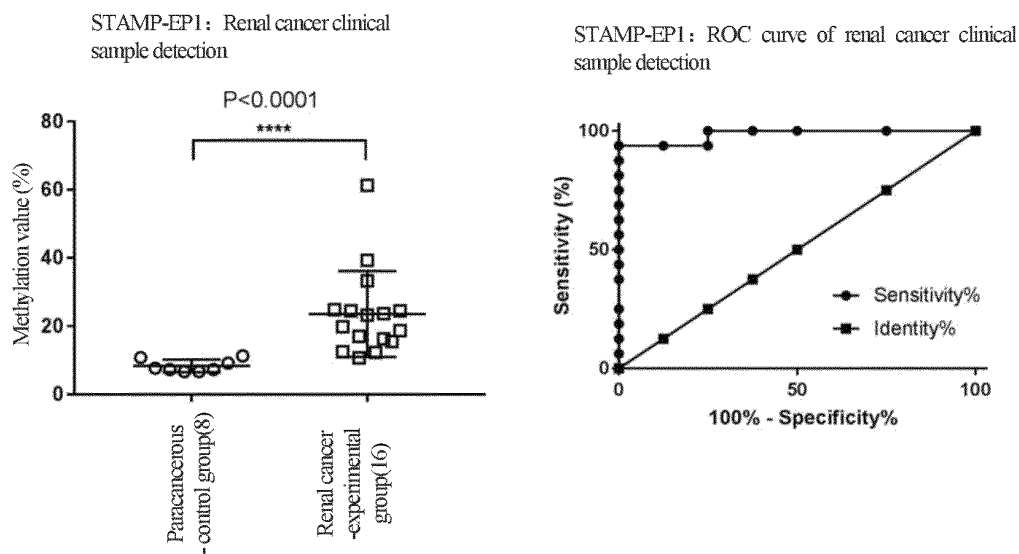 STAMP-EP1: Renal cancer clinical
sample detection
P<0.0001
****
80
60
40
20
0
Methylation value (%)
Paracancerous
-control group(8)
Renal cancer
-experimental
group(16)
STAMP-EP1: ROC curve of renal cancer clinical
sample detection
100
50
0
Sensitivity (%)
Sensitivity%
Identity%
0
50
100
100% - Specificity%